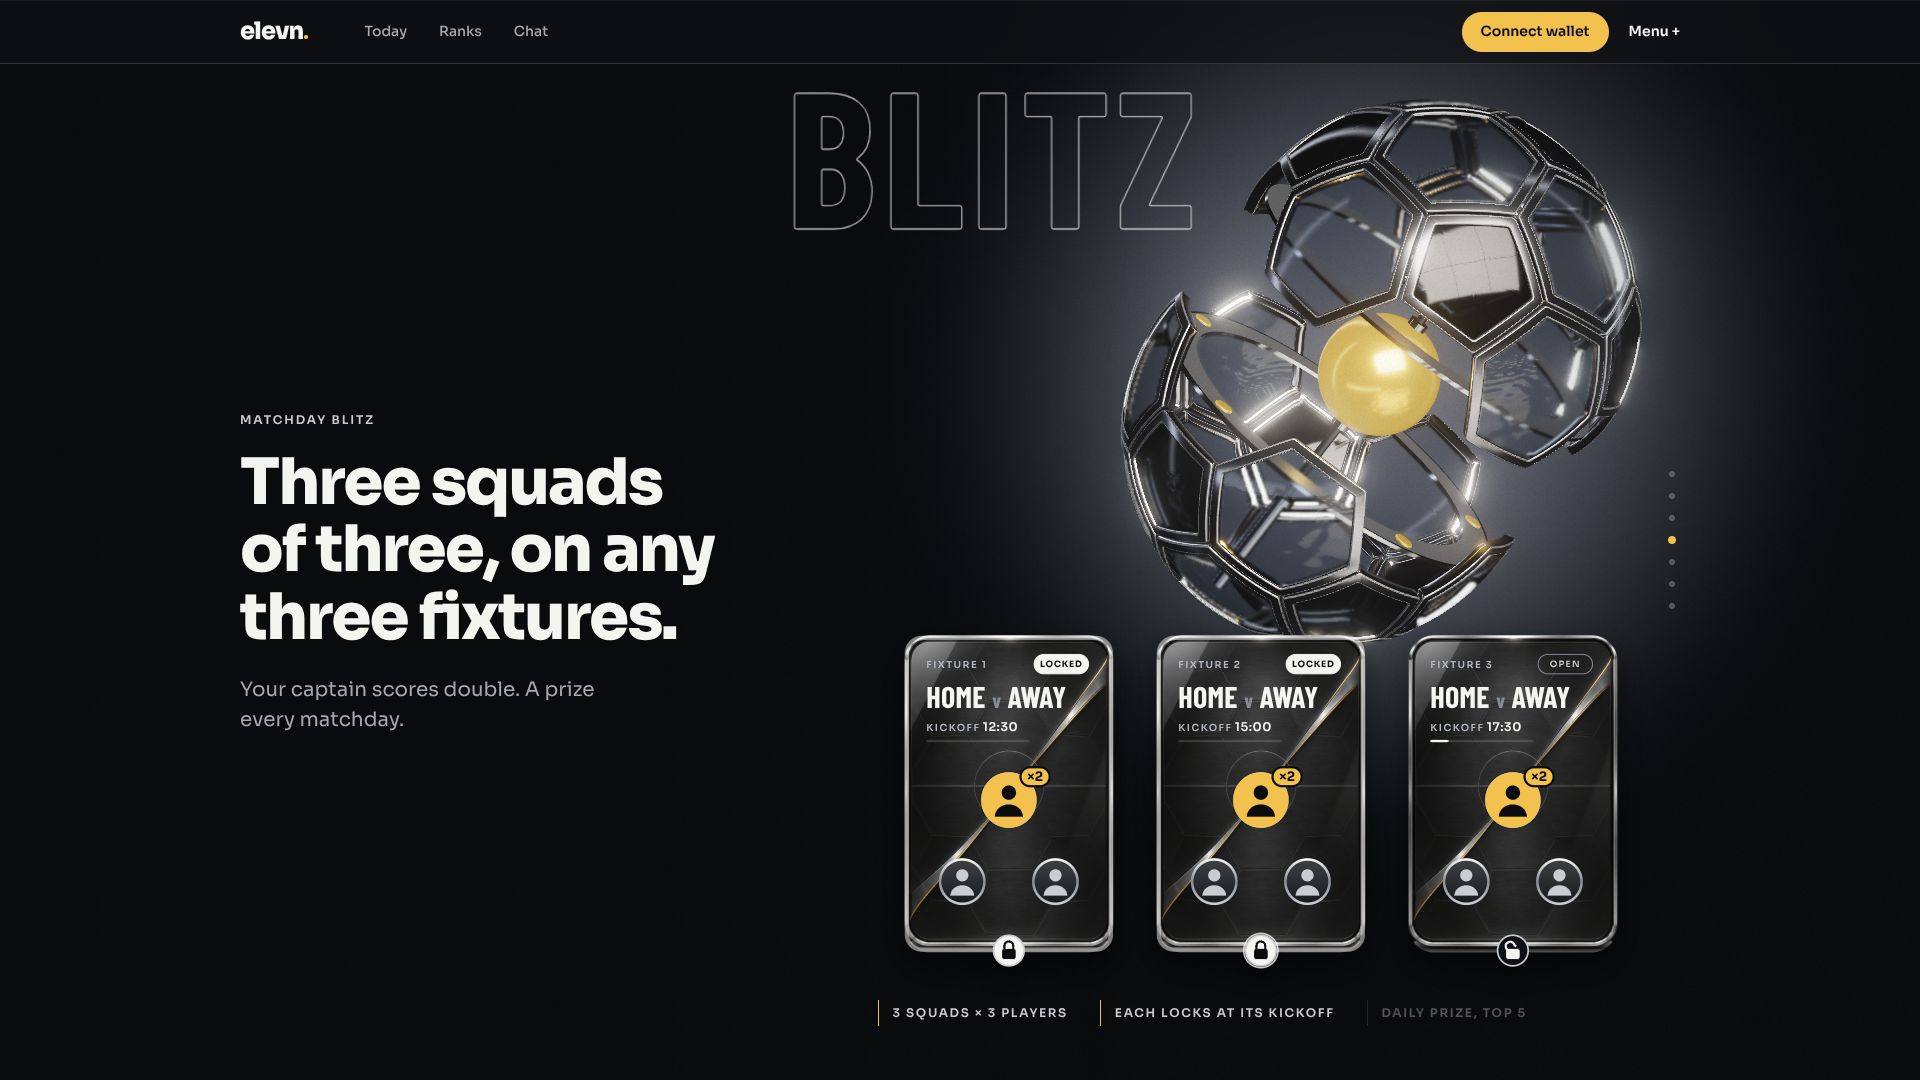 elevn.
Today
Ranks
Chat
Connect wallet
Menu +
BLITZ
MATCHDAY BLITZ
Three squads
of three, on any
three fixtures.
Your captain scores double. A prize
every matchday.
FIXTURE 1
LOCKED
HOME v AWAY
KICKOFF 12:30
×2
FIXTURE 2
LOCKED
HOME v AWAY
KICKOFF 15:00
×2
FIXTURE 3
OPEN
HOME v AWAY
KICKOFF 17:30
×2
3 SQUADS × 3 PLAYERS
EACH LOCKS AT ITS KICKOFF
DAILY PRIZE, TOP 5